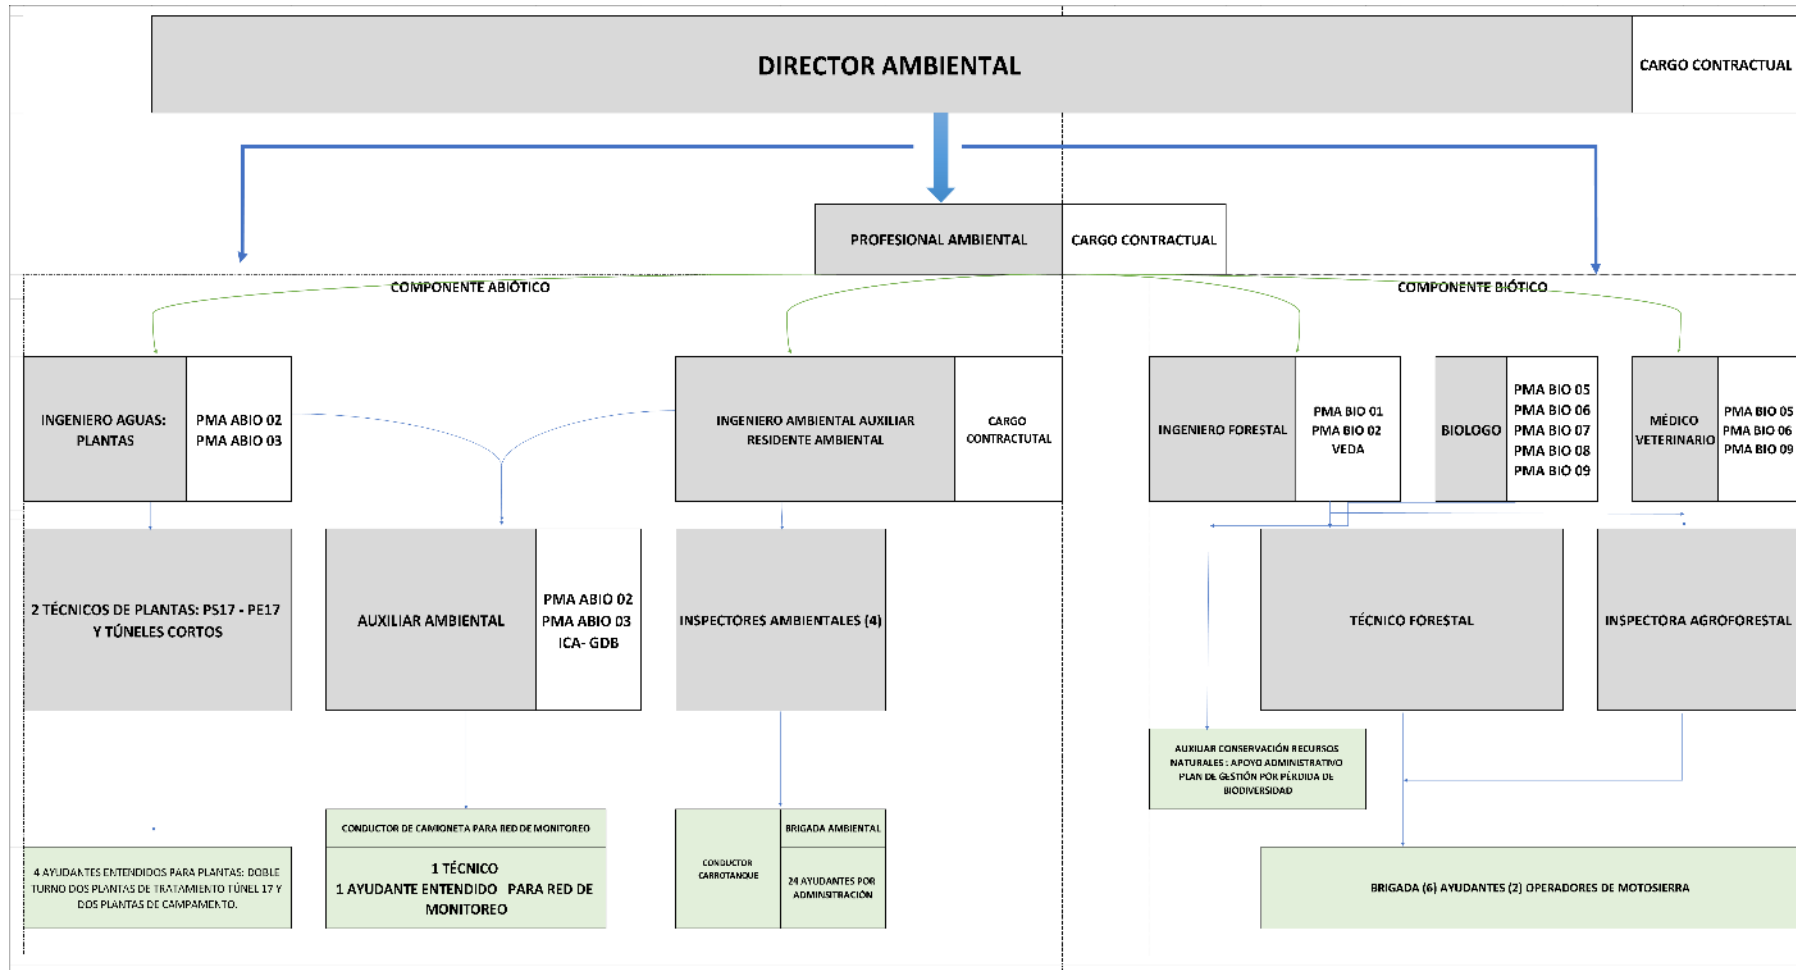 DIRECTOR AMBIENTAL
CARGO CONTRACTUAL
PROFESIONAL AMBIENTAL
CARGO CONTRACTUAL
COMPONENTE ABIÓTICO
COMPONENTE BIÓTICO
INGENIERO AGUAS:
PLANTAS
PMA ABIO 02
PMA ABIO 03
INGENIERO AMBIENTAL AUXILIAR
RESIDENTE AMBIENTAL
CARGO
CONTRACTUTAL
INGENIERO FORESTAL
PMA BIO 01
PMA BIO 02
VEDA
BIOLOGO
PMA BIO 05
PMA BIO 06
PMA BIO 07
PMA BIO 08
PMA BIO 09
MÉDICO
VETERINARIO
PMA BIO 05
PMA BIO 06
PMA BIO 09
2 TÉCNICOS DE PLANTAS: PS17 - PE17
Y TÚNELES CORTOS
AUXILIAR AMBIENTAL
PMA ABIO 02
PMA ABIO 03
ICA- GDB
INSPECTORES AMBIENTALES (4)
TÉCNICO FORESTAL
INSPECTORA AGROFORESTAL
AUXILIAR CONSERVACIÓN RECURSOS
NATURALES : APOYO ADMINISTRATIVO
PLAN DE GESTIÓN POR PÉRDIDA DE
BIODIVERSIDAD
4 AYUDANTES ENTENDIDOS PARA PLANTAS: DOBLE
TURNO DOS PLANTAS DE TRATAMIENTO TÚNEL 17 Y
DOS PLANTAS DE CAMPAMENTO.
CONDUCTOR DE CAMIONETA PARA RED DE MONITOREO
1 TÉCNICO
1 AYUDANTE ENTENDIDO PARA RED DE
MONITOREO
CONDUCTOR
CARROTANQUE
BRIGADA AMBIENTAL
24 AYUDANTES POR
ADMINSITRACIÓN
BRIGADA (6) AYUDANTES (2) OPERADORES DE MOTOSIERRA